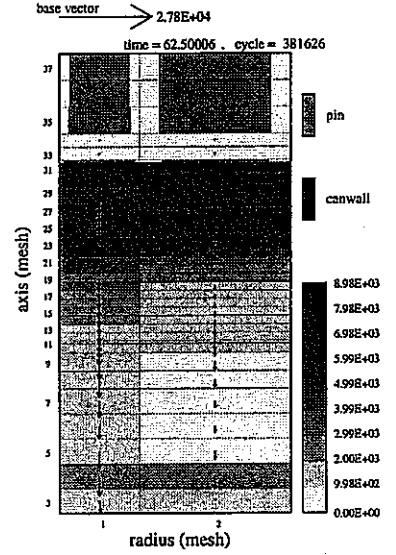 base vector
2.78E+04
time = 62.50006 , cycle = 381626
37
35
33
31
29
27
25
23
21
19
17
15
13
11
9
7
5
3
axis (mesh)
1
2
radius (mesh)
pin
canwall
8.98E+03
7.98E+03
6.98E+03
5.99E+03
4.99E+03
3.99E+03
2.99E+03
2.00E+03
9.98E+02
0.00E+00